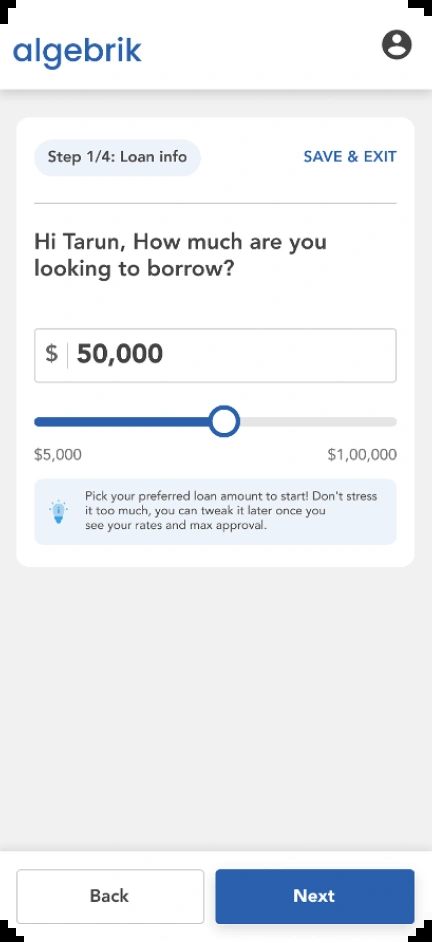 algebrik
Step 1/4: Loan info
SAVE & EXIT
Hi Tarun, How much are you
looking to borrow?
$ 50,000
$5,000
$1,00,000
Pick your preferred loan amount to start! Don't stress
it too much, you can tweak it later once you
see your rates and max approval.
Back
Next